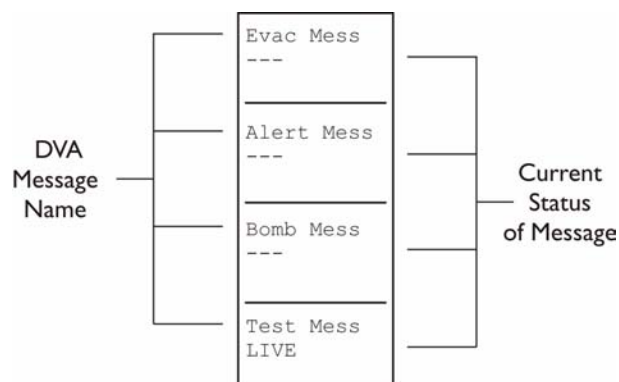 Evac Mess
---
Alert Mess
---
DVA
Message
Name
Current
Status
of Message
Bomb Mess
---
Test Mess
LIVE